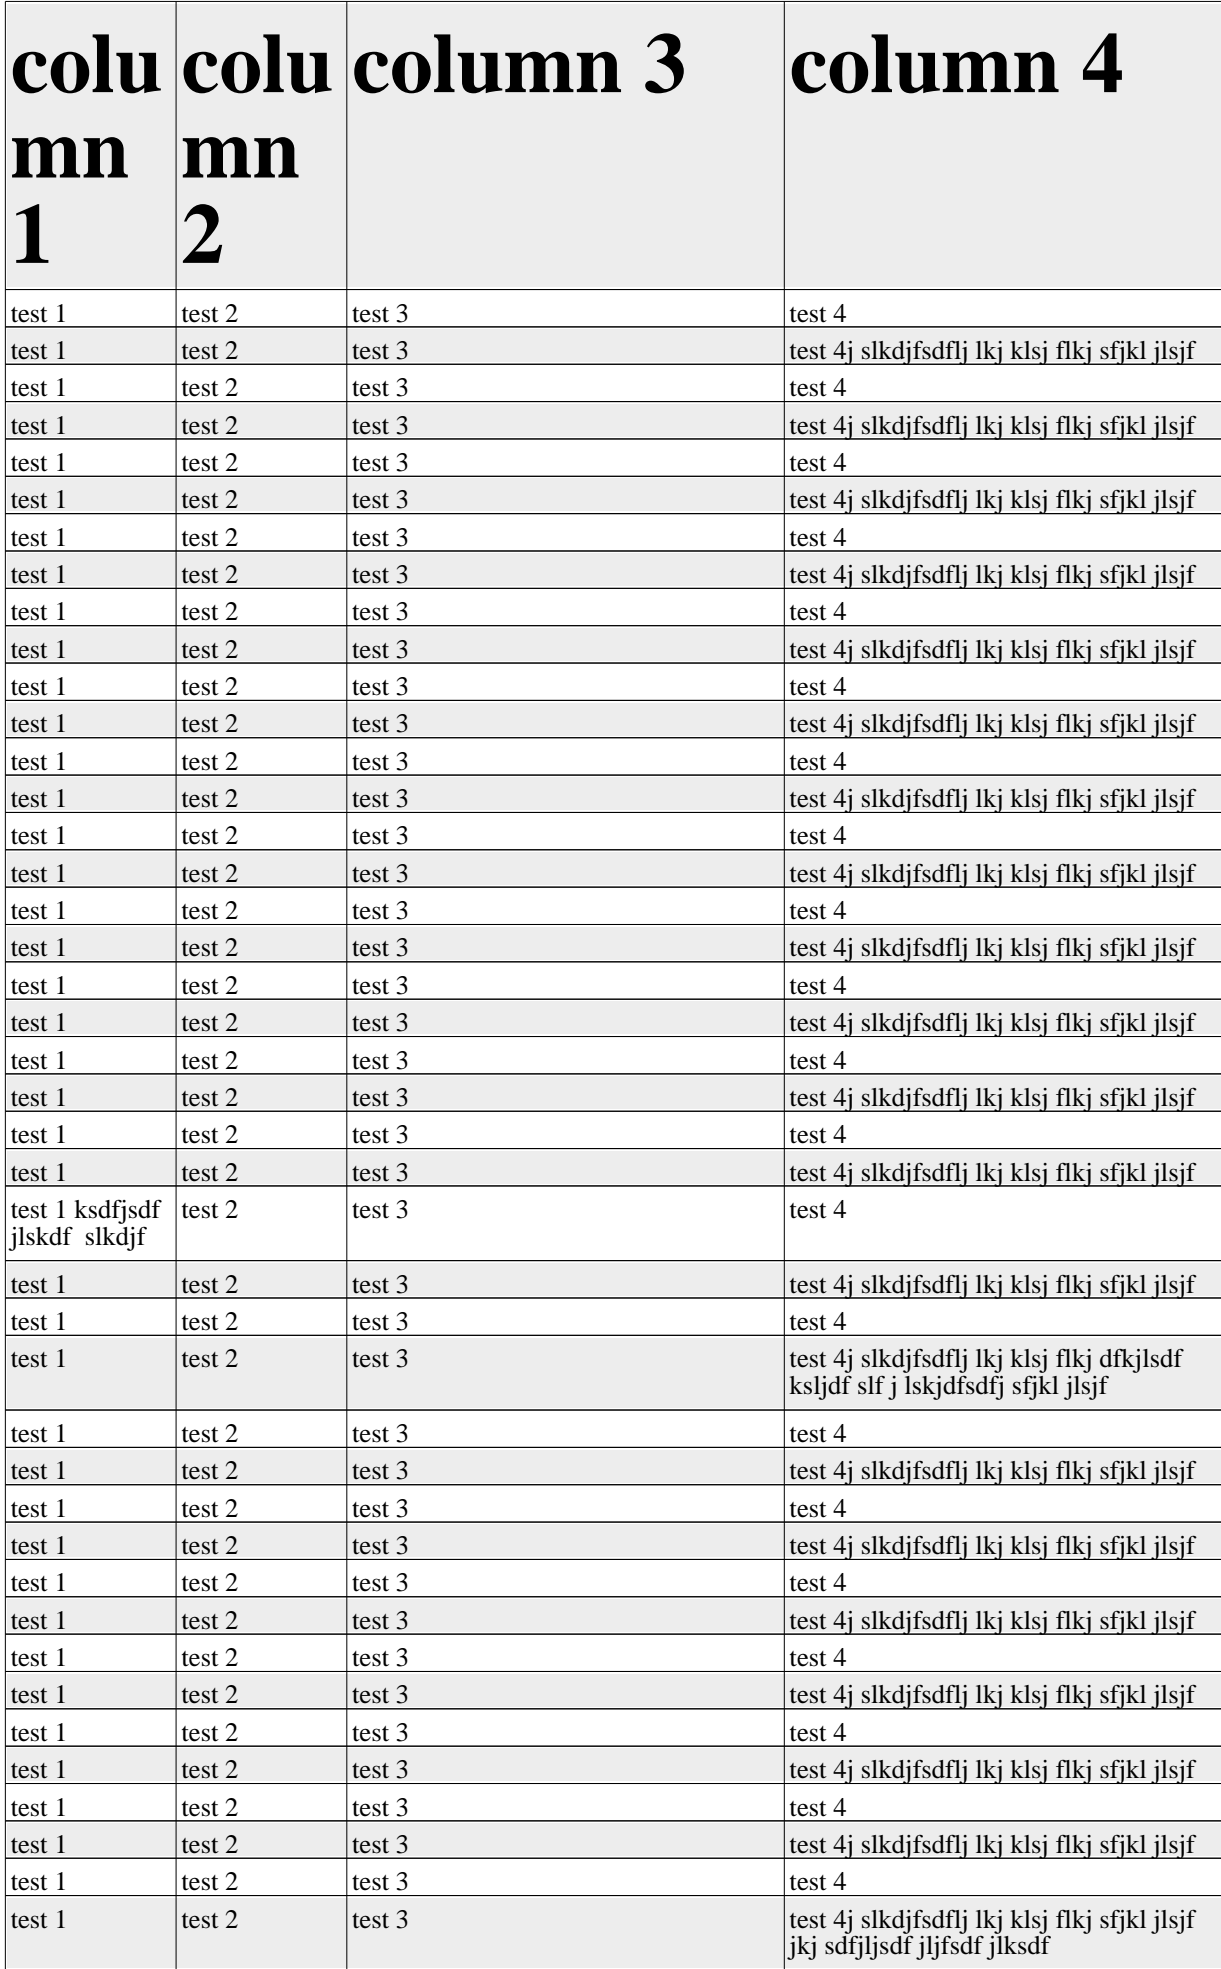 column 1 column 2 column 3 column 4
test 1 test 2 test 3 test 4
test 1 test 2 test 3 test 4j slkdjfsdflj lkj klsj flkj sfjkl jlsjf
test 1 test 2 test 3 test 4
test 1 test 2 test 3 test 4j slkdjfsdflj lkj klsj flkj sfjkl jlsjf
test 1 test 2 test 3 test 4
test 1 test 2 test 3 test 4j slkdjfsdflj lkj klsj flkj sfjkl jlsjf
test 1 test 2 test 3 test 4
test 1 test 2 test 3 test 4j slkdjfsdflj lkj klsj flkj sfjkl jlsjf
test 1 test 2 test 3 test 4
test 1 test 2 test 3 test 4j slkdjfsdflj lkj klsj flkj sfjkl jlsjf
test 1 test 2 test 3 test 4
test 1 test 2 test 3 test 4j slkdjfsdflj lkj klsj flkj sfjkl jlsjf
test 1 test 2 test 3 test 4
test 1 test 2 test 3 test 4j slkdjfsdflj lkj klsj flkj sfjkl jlsjf
test 1 test 2 test 3 test 4
test 1 test 2 test 3 test 4j slkdjfsdflj lkj klsj flkj sfjkl jlsjf
test 1 test 2 test 3 test 4
test 1 test 2 test 3 test 4j slkdjfsdflj lkj klsj flkj sfjkl jlsjf
test 1 test 2 test 3 test 4
test 1 test 2 test 3 test 4j slkdjfsdflj lkj klsj flkj sfjkl jlsjf
test 1 test 2 test 3 test 4
test 1 test 2 test 3 test 4j slkdjfsdflj lkj klsj flkj sfjkl jlsjf
test 1 test 2 test 3 test 4
test 1 test 2 test 3 test 4j slkdjfsdflj lkj klsj flkj sfjkl jlsjf
test 1 ksdfjsdf test 2 test 3 test 4
jlskdf slkdjf
test 1 test 2 test 3 test 4j slkdjfsdflj lkj klsj flkj sfjkl jlsjf
test 1 test 2 test 3 test 4
test 1 test 2 test 3 test 4j slkdjfsdflj lkj klsj flkj dfkjlsdf
ksljdf slf j lskjdfsdfj sfjkl jlsjf
test 1 test 2 test 3 test 4
test 1 test 2 test 3 test 4j slkdjfsdflj lkj klsj flkj sfjkl jlsjf
test 1 test 2 test 3 test 4
test 1 test 2 test 3 test 4j slkdjfsdflj lkj klsj flkj sfjkl jlsjf
test 1 test 2 test 3 test 4
test 1 test 2 test 3 test 4j slkdjfsdflj lkj klsj flkj sfjkl jlsjf
test 1 test 2 test 3 test 4
test 1 test 2 test 3 test 4j slkdjfsdflj lkj klsj flkj sfjkl jlsjf
test 1 test 2 test 3 test 4
test 1 test 2 test 3 test 4j slkdjfsdflj lkj klsj flkj sfjkl jlsjf
test 1 test 2 test 3 test 4
test 1 test 2 test 3 test 4j slkdjfsdflj lkj klsj flkj sfjkl jlsjf
test 1 test 2 test 3 test 4
test 1 test 2 test 3 test 4j slkdjfsdflj lkj klsj flkj sfjkl jlsjf
jkj sdfjljsdf jljfsdf jlksdf